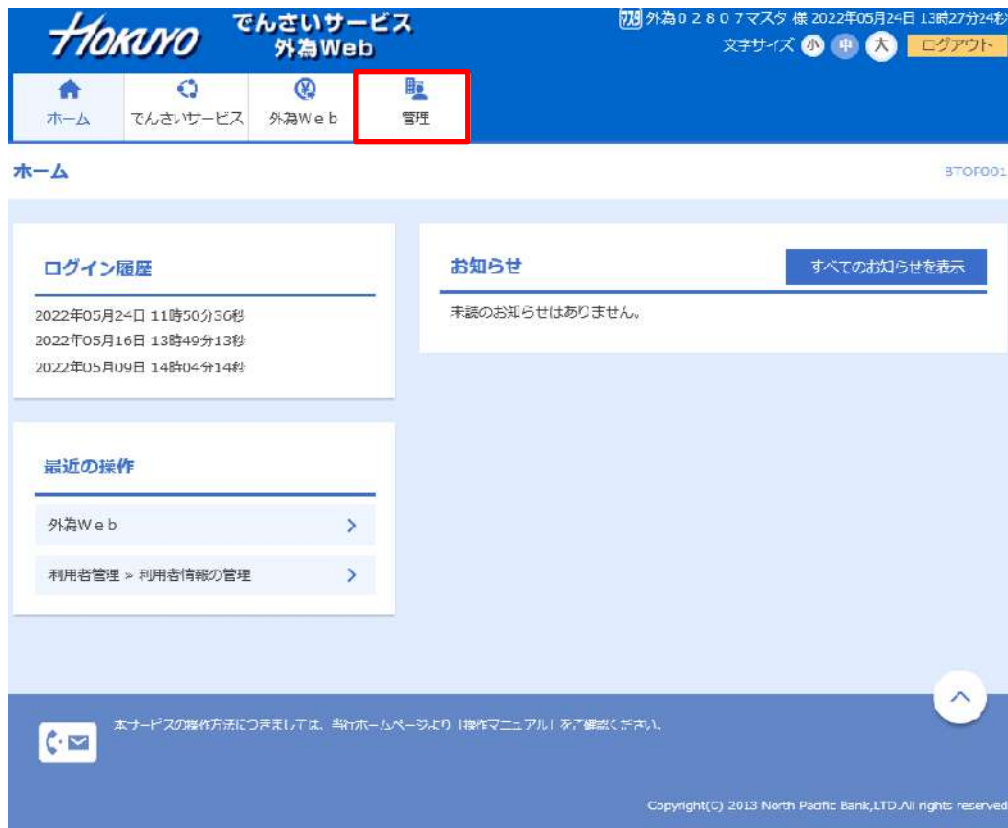 HOKUYO
でんさいサービス
外為Web
外為02807マスタ 様 2022年05月24日 13時27分24秒
文字サイズ 小 中 大 ログアウト
ホーム でんさいサービス 外為Web 管理
ホーム
BTOF001
ログイン履歴
2022年05月24日 11時50分36秒
2022年05月16日 13時49分13秒
2022年05月09日 14時04分14秒
お知らせ
すべてのお知らせを表示
未読のお知らせはありません。
最近の操作
外為Web
利用者管理 > 利用者情報の管理
本サービスの操作方法につきましては、当行ホームページより「操作マニュアル」をご確認ください。
Copyright(C) 2013 North Pacific Bank,LTD.All rights reserved